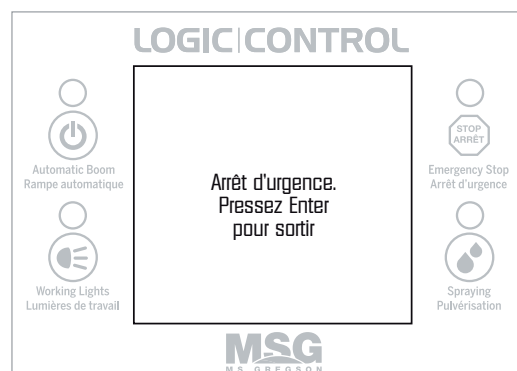 LOGIC|CONTROL
Automatic Boom
Rampe automatique
Working Lights
Lumières de travail
Arrêt d'urgence.
Pressez Enter
pour sortir
STOP
ARRÊT
Emergency Stop
Arrêt d'urgence
Spraying
Pulvérisation
MSG
MS GREGSON